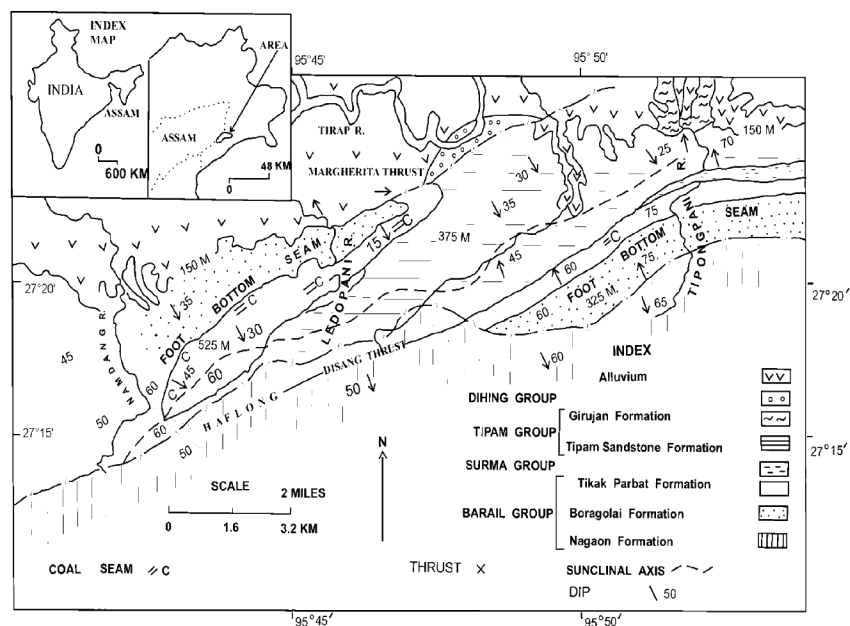 INDEX
MAP
INDIA
ASSAM
0
600 KM
AREA
ASSAM
0
48 KM
95°45'
95°50'
TIRAP R.
MARGHERITA THRUST
150 M
25
70
30
35
R.
375 M
75
15
=C
SEAM
150 M
SEAM
LEDOPANI R.
45
=C
TIPONGPANI
27°20'
27°20'
BOTTOM
=C
60
BOTTOM
75
35
=C
FOOT
325 M.
NAMDANG R.
FOOT
525 M
30
60
65
45
C
60
C
45
60
DISANG THRUST
50
60
HAFLONG
50
60
50
27°15'
27°15'
N
SCALE
2 MILES
0
1.6
3.2 KM
INDEX
Alluvium
DIHING GROUP
Girujan Formation
TIPAM GROUP
Tipam Sandstone Formation
SURMA GROUP
Tikak Parbat Formation
BARAIL GROUP
Boragolai Formation
Nagaon Formation
COAL SEAM //C
THRUST X
SUNCLINAL AXIS
DIP \ 50
95°45'
95°50'